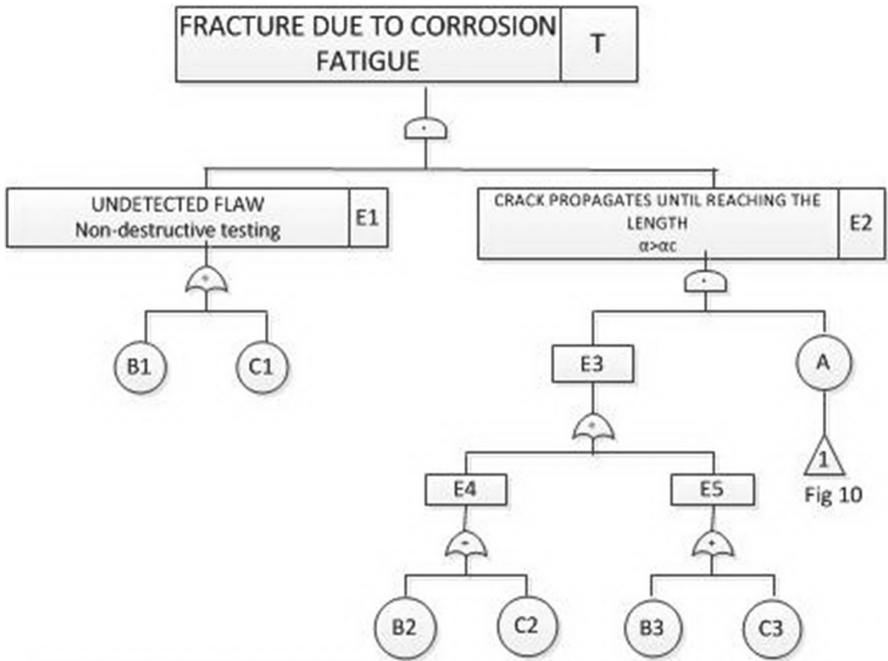 FRACTURE DUE TO CORROSION
FATIGUE
T
UNDETECTED FLAW
Non-destructive testing
E1
CRACK PROPAGATES UNTIL REACHING THE
LENGTH
α>αc
E2
B1
C1
E3
A
1
Fig 10
E4
E5
B2
C2
B3
C3